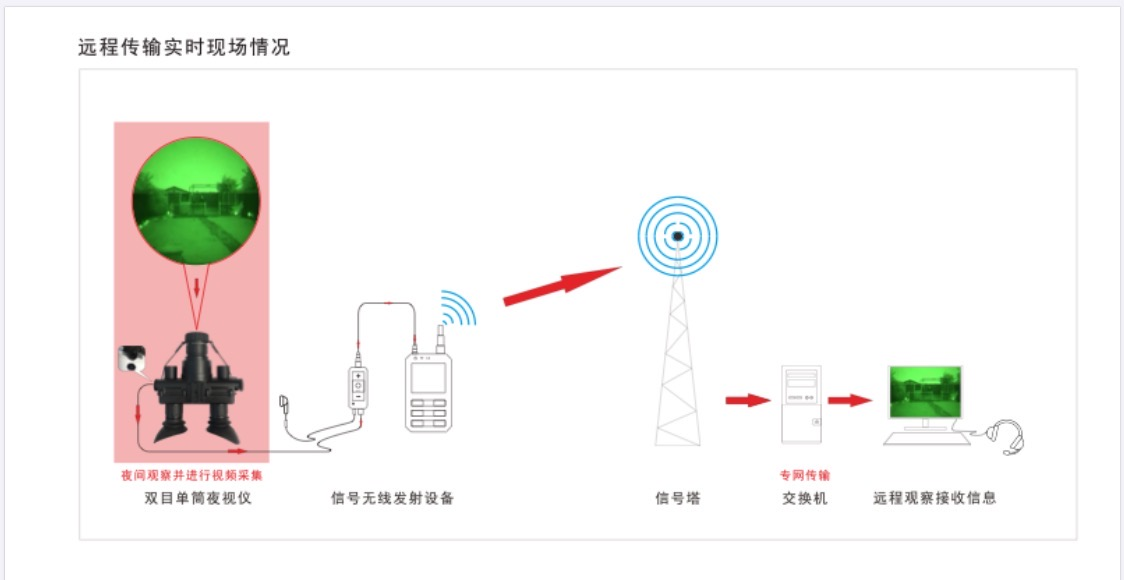 远程传输实时现场情况
夜间观察并进行视频采集
双目单筒夜视仪
信号无线发射设备
信号塔
专网传输
交换机
远程观察接收信息